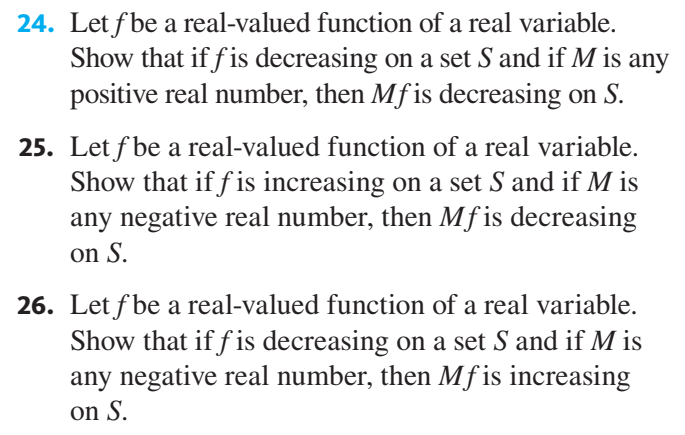 24. Let f be a real-valued function of a real variable.
Show that if f is decreasing on a set S and if M is any
positive real number, then Mf is decreasing on S.
25. Let f be a real-valued function of a real variable.
Show that if f is increasing on a set S and if M is
any negative real number, then Mf is decreasing
on S.
26. Let f be a real-valued function of a real variable.
Show that if f is decreasing on a set S and if M is
any negative real number, then Mf is increasing
on S.